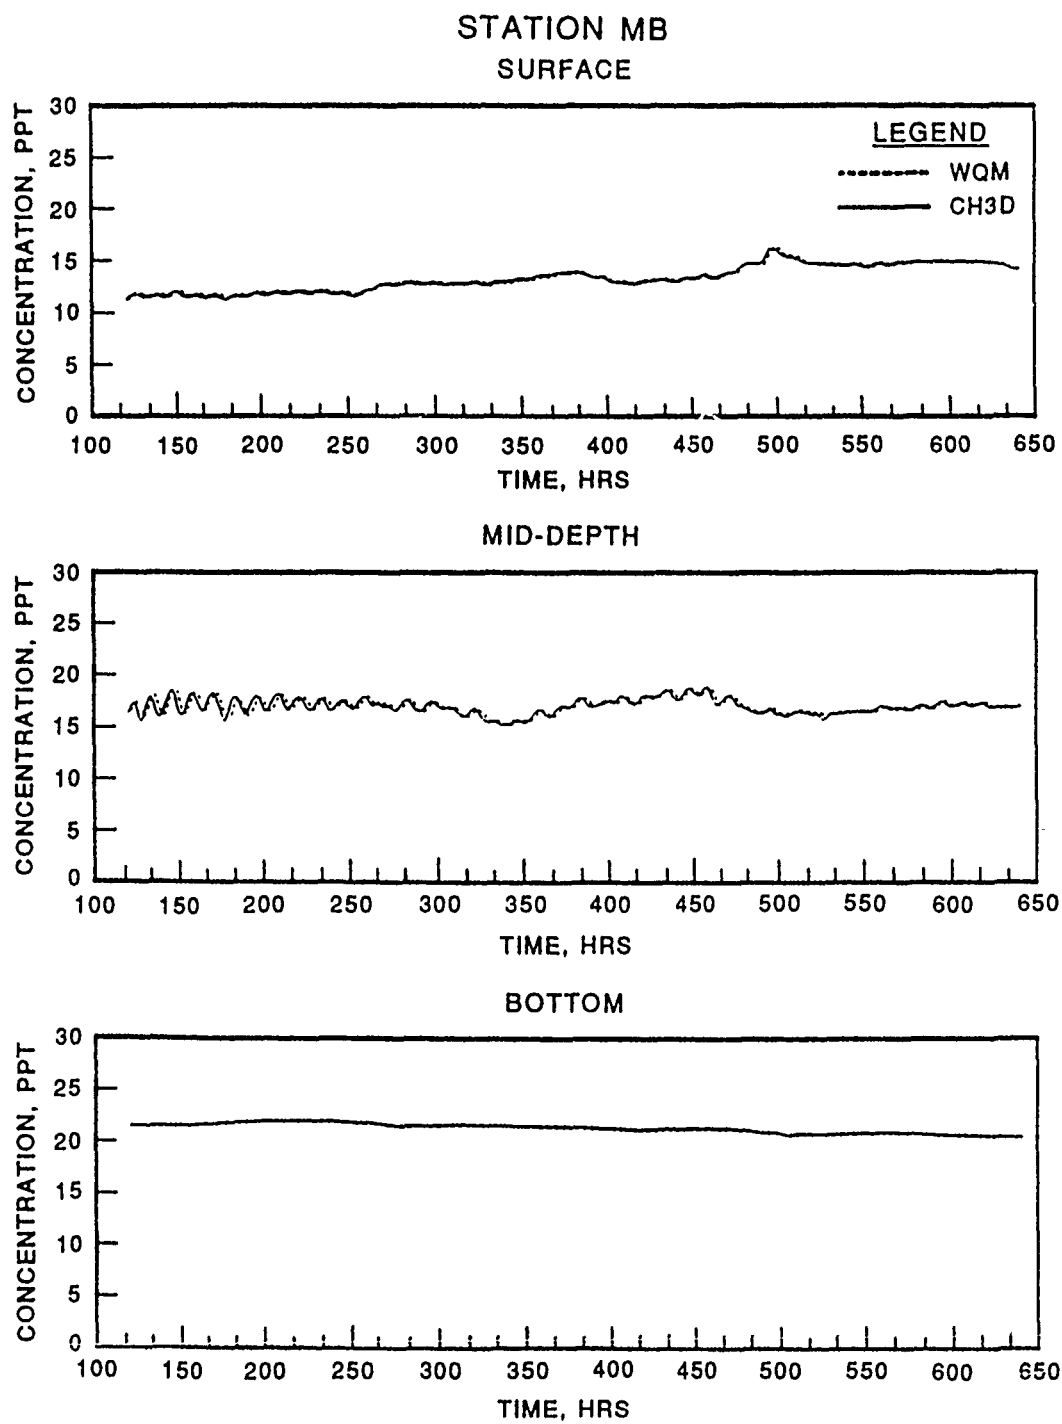 STATION MB
SURFACE
CONCENTRATION, PPT
30
25
20
15
10
5
0
LEGEND
WQM
CH3D
100 150 200 250 300 350 400 450 500 550 600 650
TIME, HRS
MID-DEPTH
CONCENTRATION, PPT
30
25
20
15
10
5
0
100 150 200 250 300 350 400 450 500 550 600 650
TIME, HRS
BOTTOM
CONCENTRATION, PPT
30
25
20
15
10
5
0
100 150 200 250 300 350 400 450 500 550 600 650
TIME, HRS